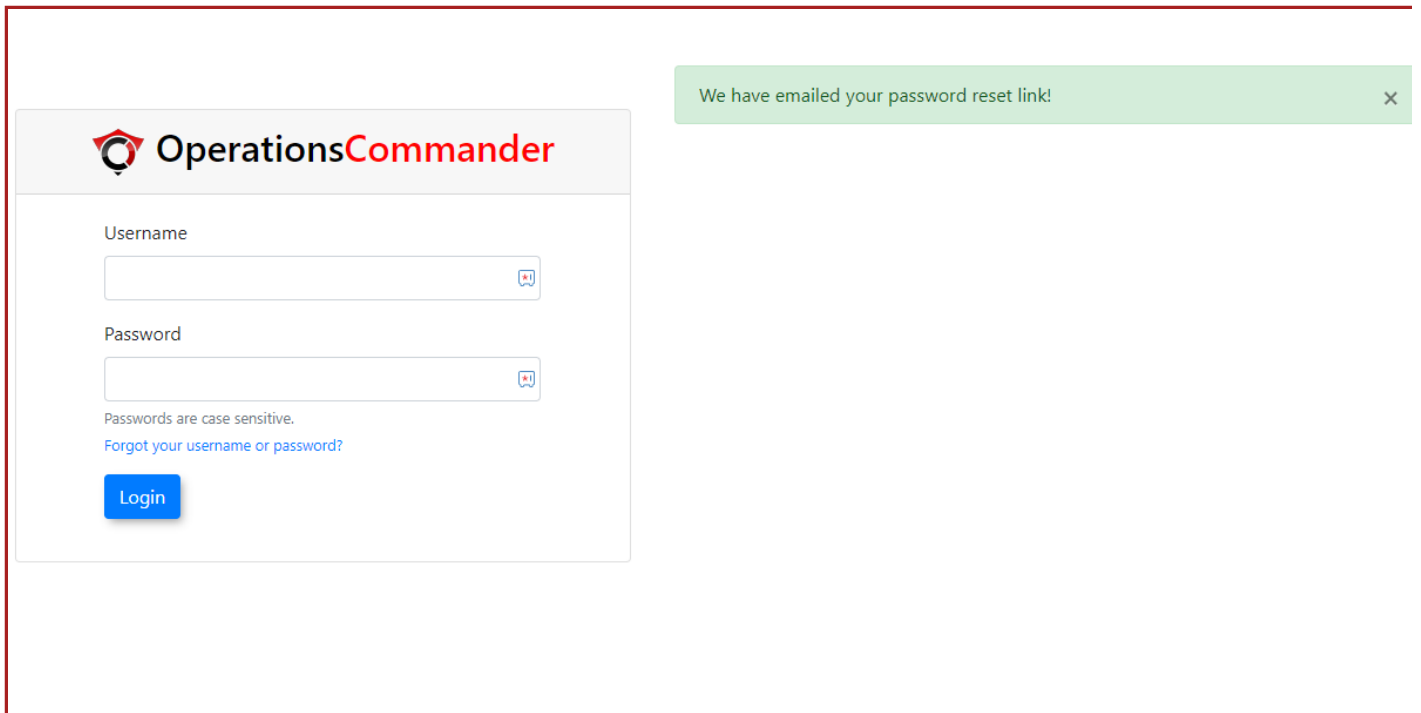 We have emailed your password reset link!
OperationsCommander
Username
Password
Passwords are case sensitive.
Forgot your username or password?
Login